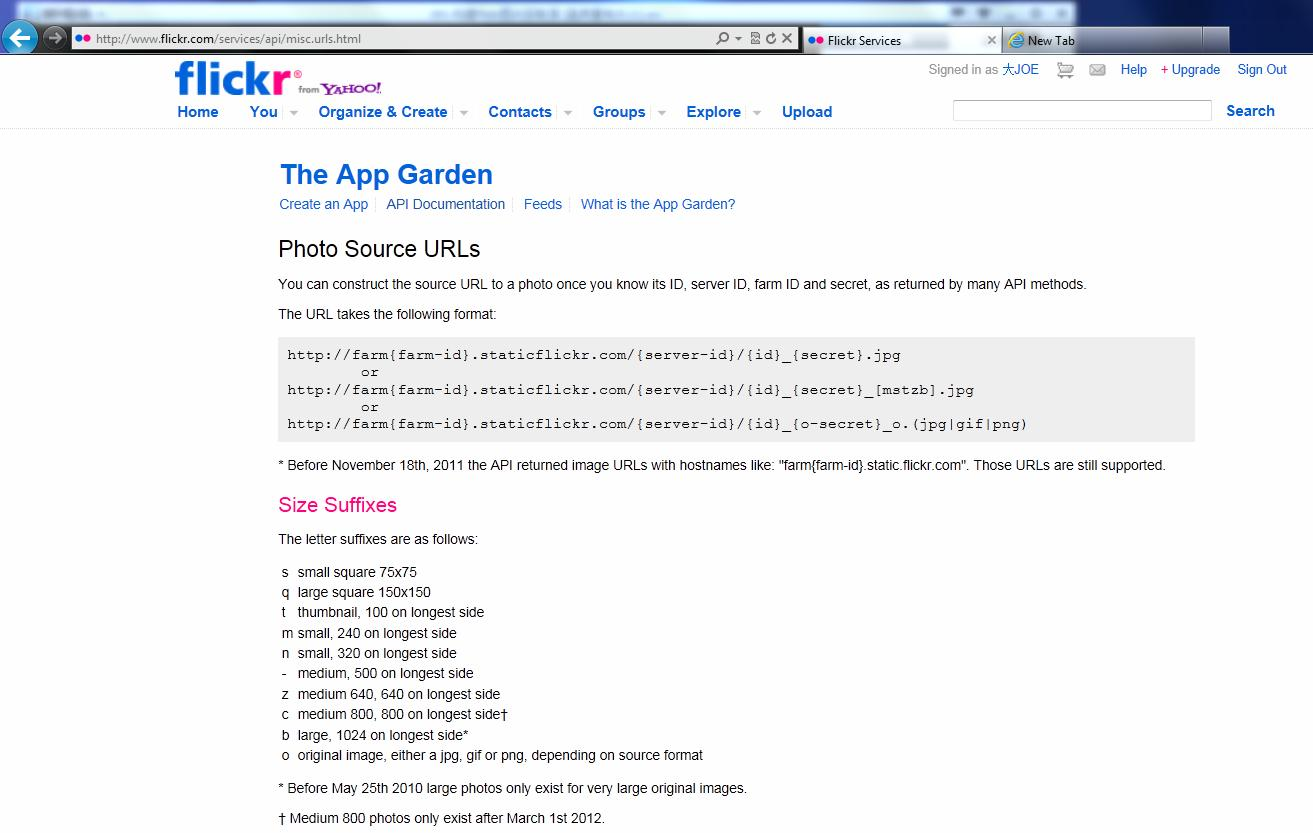 http://www.flickr.com/services/api/misc.urls.html
Flickr Services
New Tab
flickr® from YAHOO!
Signed in as 大JOE Help + Upgrade Sign Out
Home You Organize & Create Contacts Groups Explore Upload
Search
The App Garden
Create an App API Documentation Feeds What is the App Garden?
Photo Source URLs
You can construct the source URL to a photo once you know its ID, server ID, farm ID and secret, as returned by many API methods.
The URL takes the following format:
http://farm{farm-id}.staticflickr.com/{server-id}/{id}_{secret}.jpg
or
http://farm{farm-id}.staticflickr.com/{server-id}/{id}_{secret}_[mstzb].jpg
or
http://farm{farm-id}.staticflickr.com/{server-id}/{id}_{o-secret}_o.(jpg|gif|png)
* Before November 18th, 2011 the API returned image URLs with hostnames like: "farm{farm-id}.static.flickr.com". Those URLs are still supported.
Size Suffixes
The letter suffixes are as follows:
s small square 75x75
q large square 150x150
t thumbnail, 100 on longest side
m small, 240 on longest side
n small, 320 on longest side
- medium, 500 on longest side
z medium 640, 640 on longest side
c medium 800, 800 on longest side†
b large, 1024 on longest side*
o original image, either a jpg, gif or png, depending on source format
* Before May 25th 2010 large photos only exist for very large original images.
† Medium 800 photos only exist after March 1st 2012.